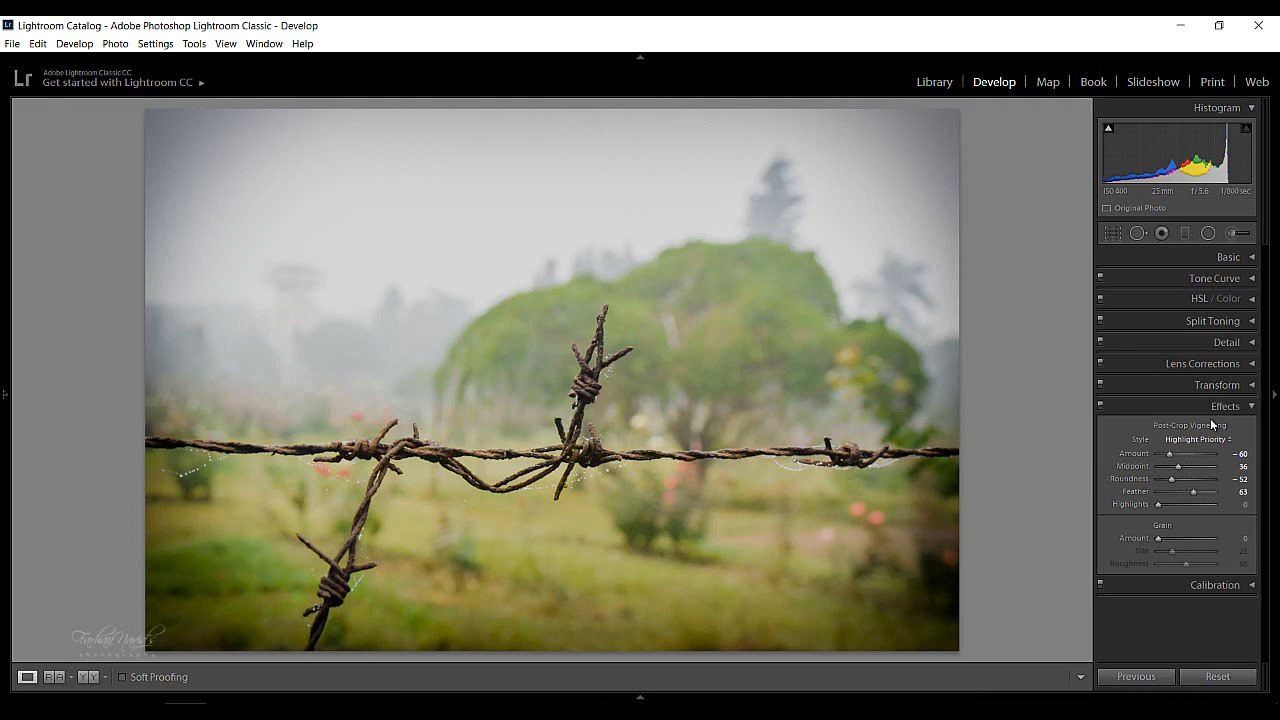 Lightroom Catalog - Adobe Photoshop Lightroom Classic - Develop
File Edit Develop Photo Settings Tools View Window Help
Lr
Adobe Lightroom Classic CC
Get started with Lightroom CC
Library Develop Map Book Slideshow Print Web
Histogram
ISO 400 25 mm f / 5.6 1/800 sec
Original Photo
Basic
Tone Curve
HSL / Color
Split Toning
Detail
Lens Corrections
Transform
Effects
Post-Crop Vignetting
Style Highlight Priority
Amount - 60
Midpoint 36
Roundness - 52
Feather 63
Highlights 0
Grain
Amount 0
Size 25
Roughness 50
Calibration
Farhan Navid's
photography
Soft Proofing
Previous Reset